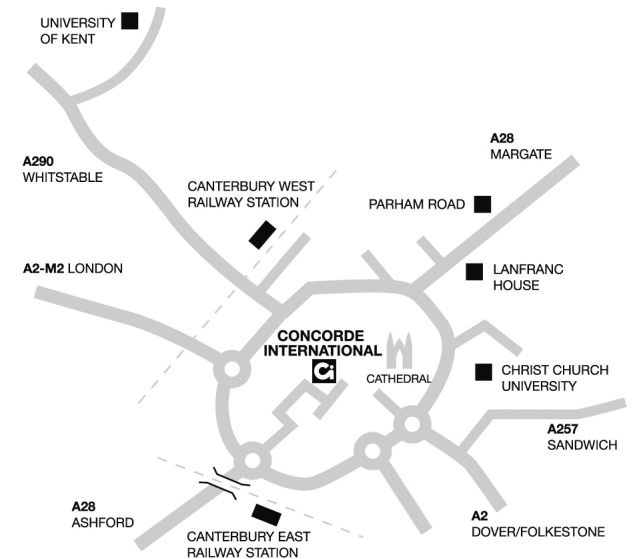 UNIVERSITY
OF KENT
A28
MARGATE
A290
WHITSTABLE
CANTERBURY WEST
RAILWAY STATION
PARHAM ROAD
A2-M2 LONDON
LANFRANC
HOUSE
CONCORDE
INTERNATIONAL
Ci
CATHEDRAL
CHRIST CHURCH
UNIVERSITY
A257
SANDWICH
A28
ASHFORD
CANTERBURY EAST
RAILWAY STATION
A2
DOVER/FOLKESTONE